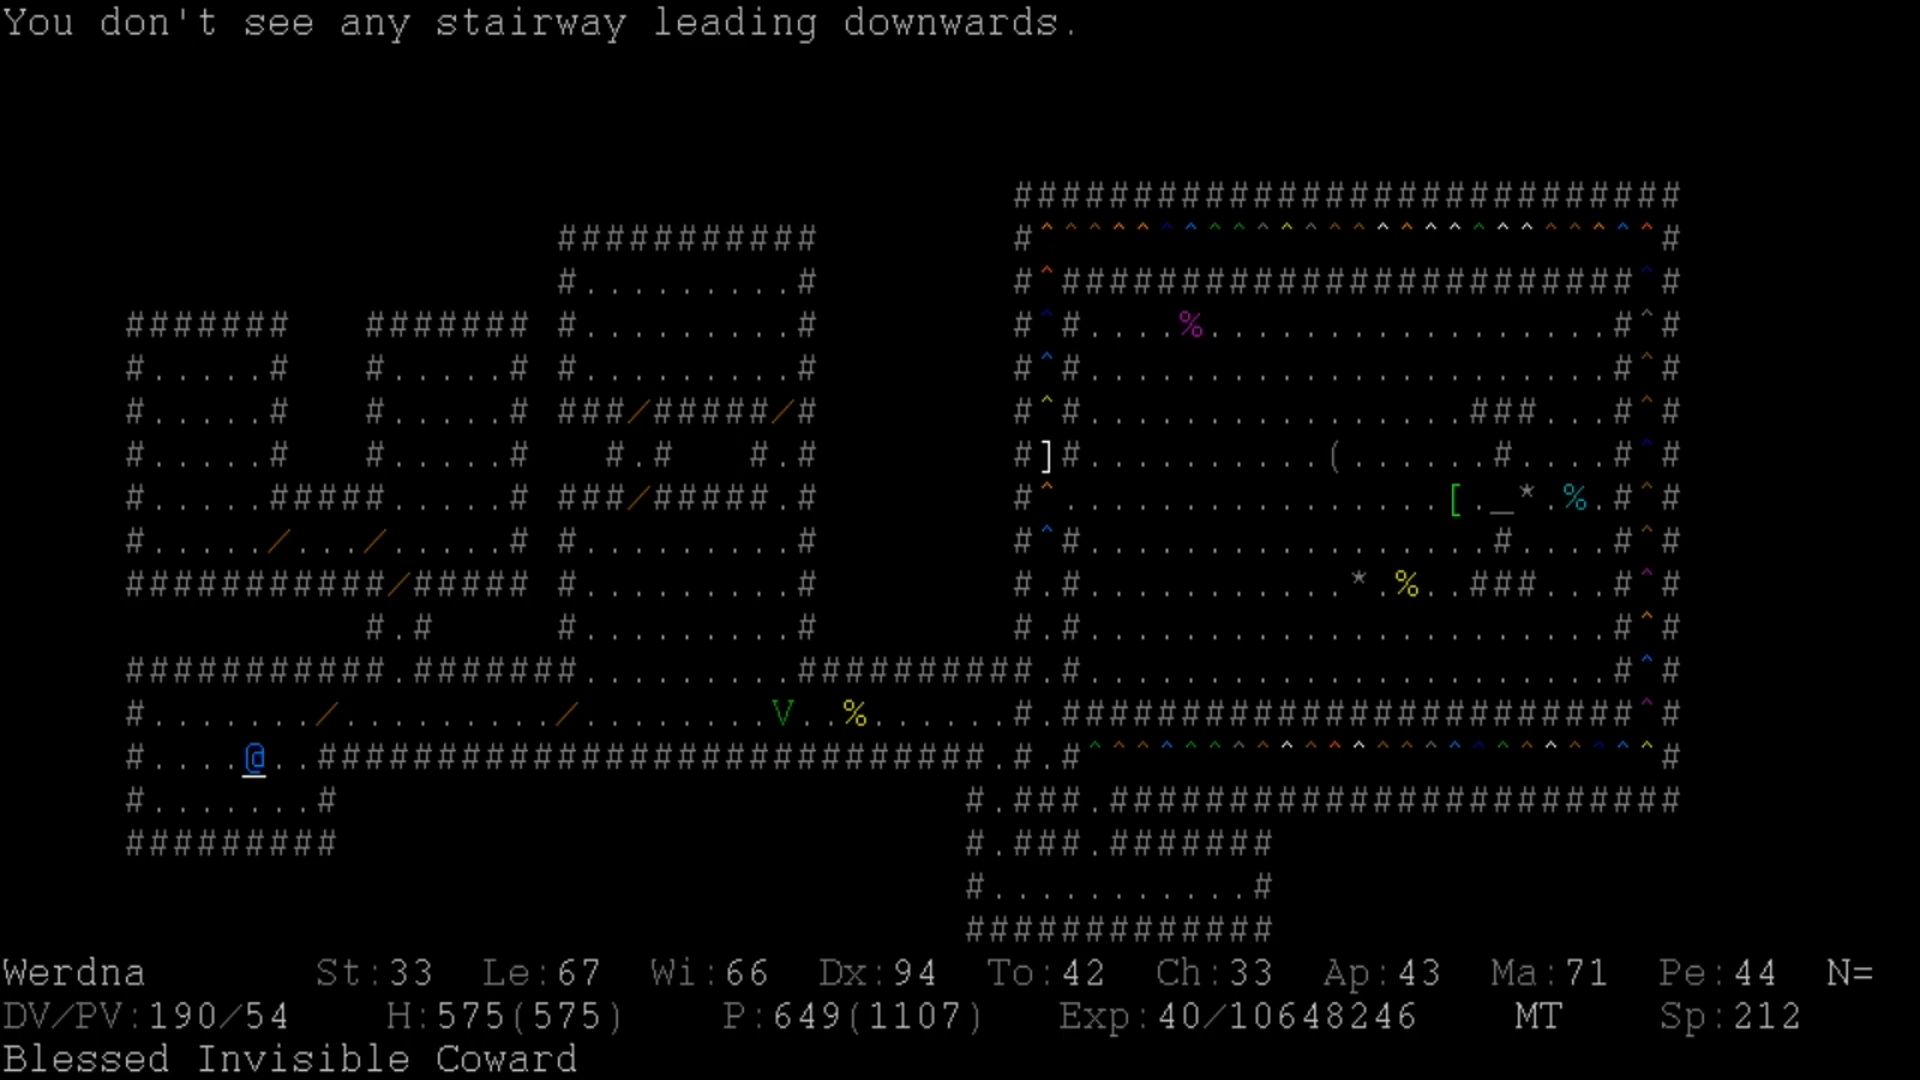 You don't see any stairway leading downwards.
Werdna St:33 Le:67 Wi:66 Dx:94 To:42 Ch:33 Ap:43 Ma:71 Pe:44 N=
DV/PV:190/54 H:575(575) P:649(1107) Exp:40/10648246 MT Sp:212
Blessed Invisible Coward